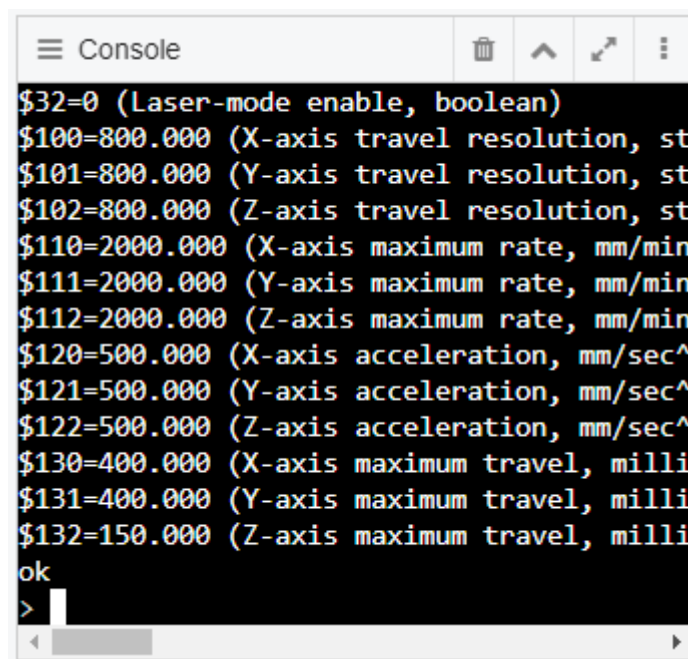 Console
$32=0 (Laser-mode enable, boolean)
$100=800.000 (X-axis travel resolution, st
$101=800.000 (Y-axis travel resolution, st
$102=800.000 (Z-axis travel resolution, st
$110=2000.000 (X-axis maximum rate, mm/min
$111=2000.000 (Y-axis maximum rate, mm/min
$112=2000.000 (Z-axis maximum rate, mm/min
$120=500.000 (X-axis acceleration, mm/sec^
$121=500.000 (Y-axis acceleration, mm/sec^
$122=500.000 (Z-axis acceleration, mm/sec^
$130=400.000 (X-axis maximum travel, milli
$131=400.000 (Y-axis maximum travel, milli
$132=150.000 (Z-axis maximum travel, milli
ok
>